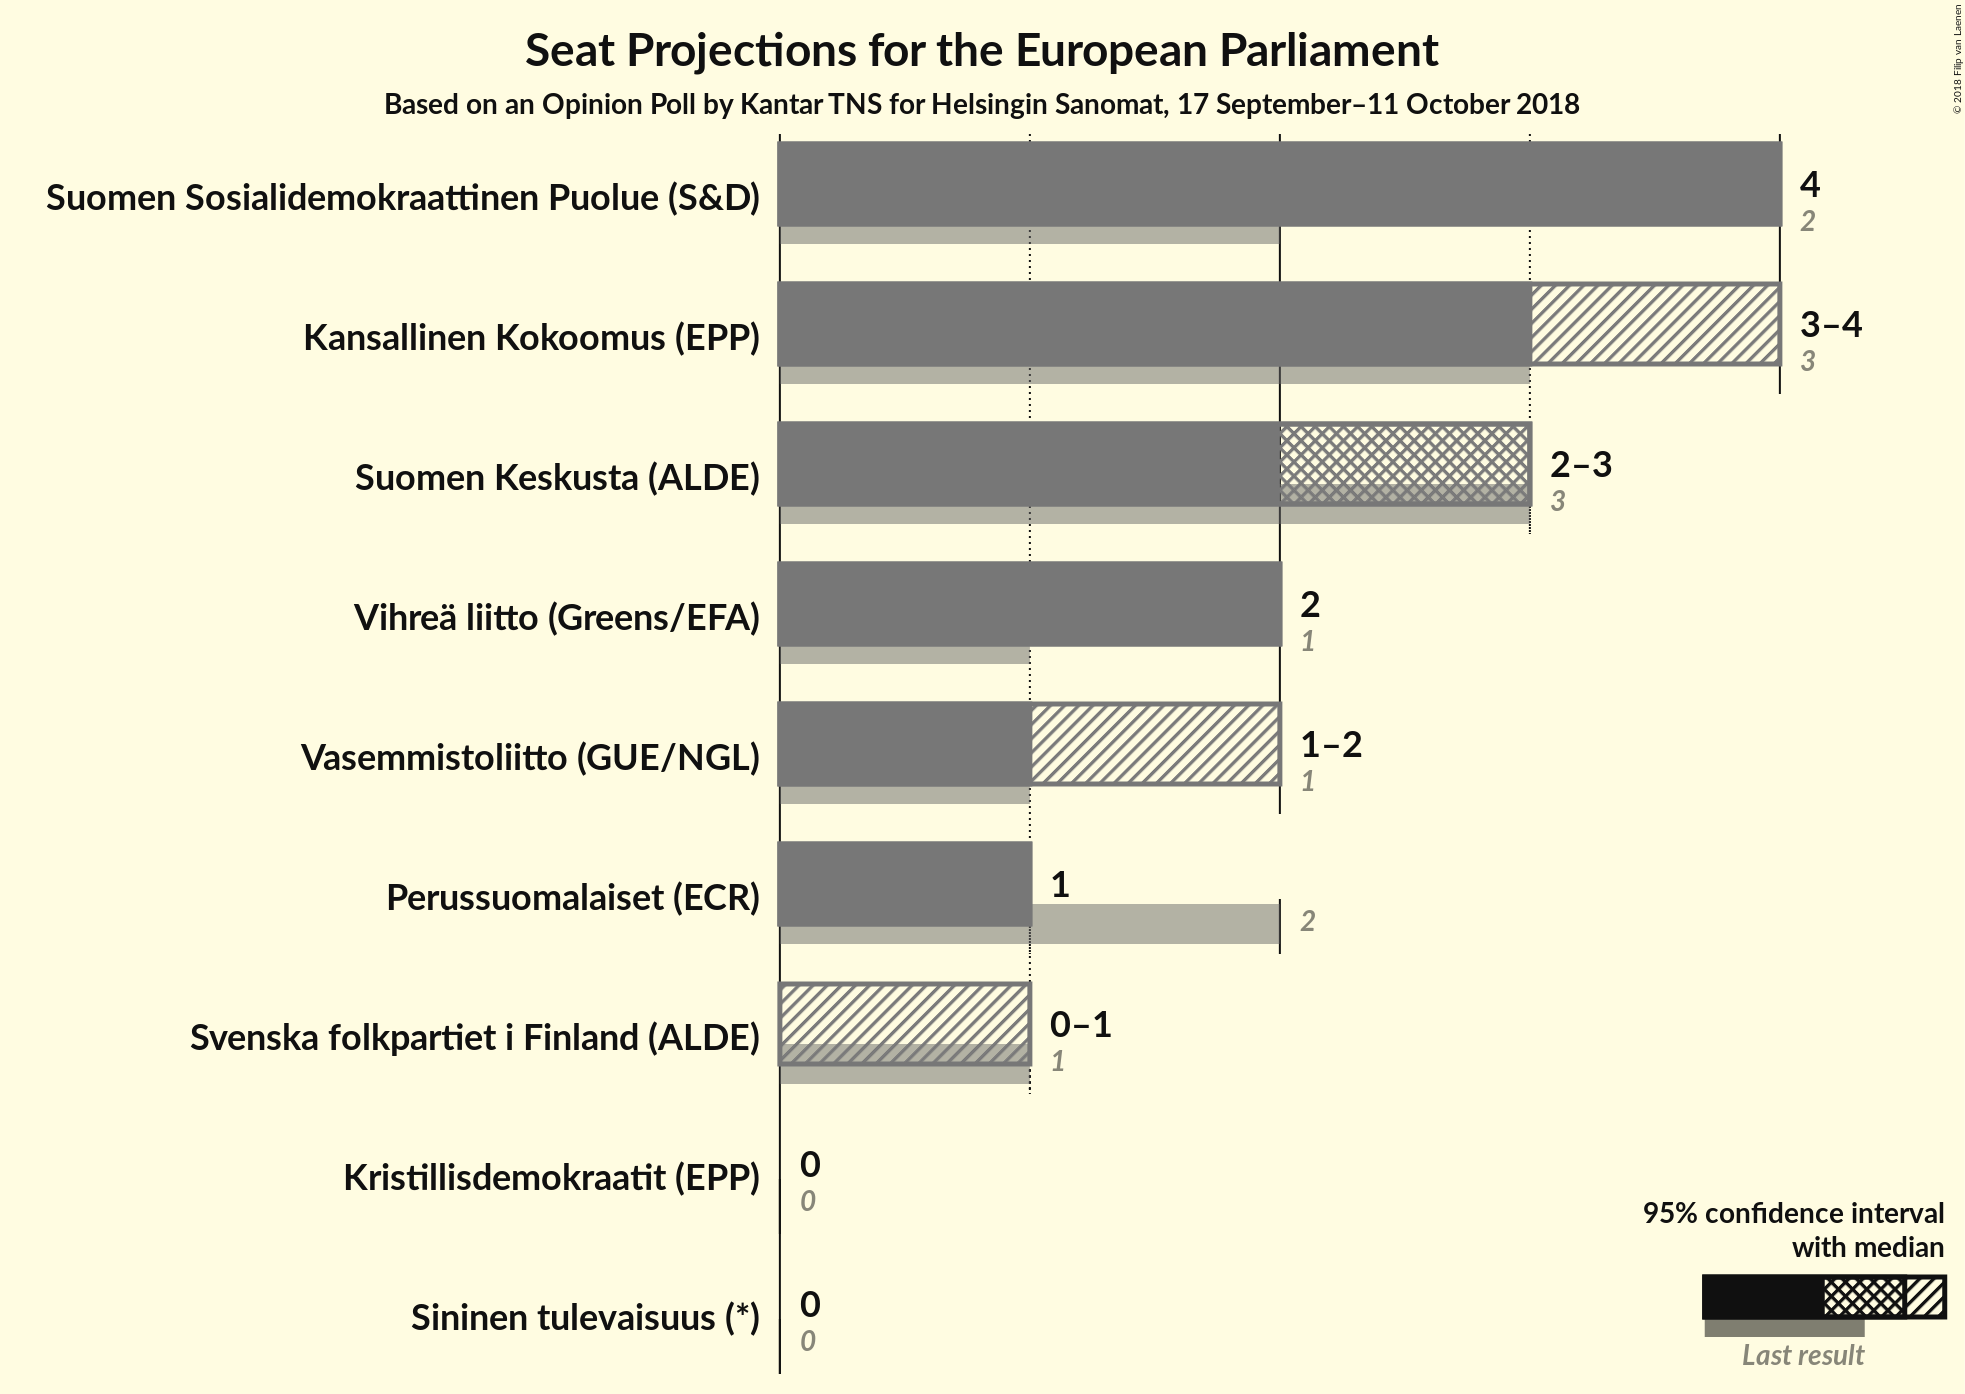 Seat Projections for the European Parliament
Based on an Opinion Poll by Kantar TNS for Helsingin Sanomat, 17 September–11 October 2018
© 2018 Filip van Laenen
Suomen Sosialidemokraattinen Puolue (S&D)
4
2
Kansallinen Kokoomus (EPP)
3–4
3
Suomen Keskusta (ALDE)
2–3
3
Vihreä liitto (Greens/EFA)
2
1
Vasemmistoliitto (GUE/NGL)
1–2
1
Perussuomalaiset (ECR)
1
2
Svenska folkpartiet i Finland (ALDE)
0–1
1
Kristillisdemokraatit (EPP)
0
0
Sininen tulevaisuus (*)
0
0
95% confidence interval
with median
Last result